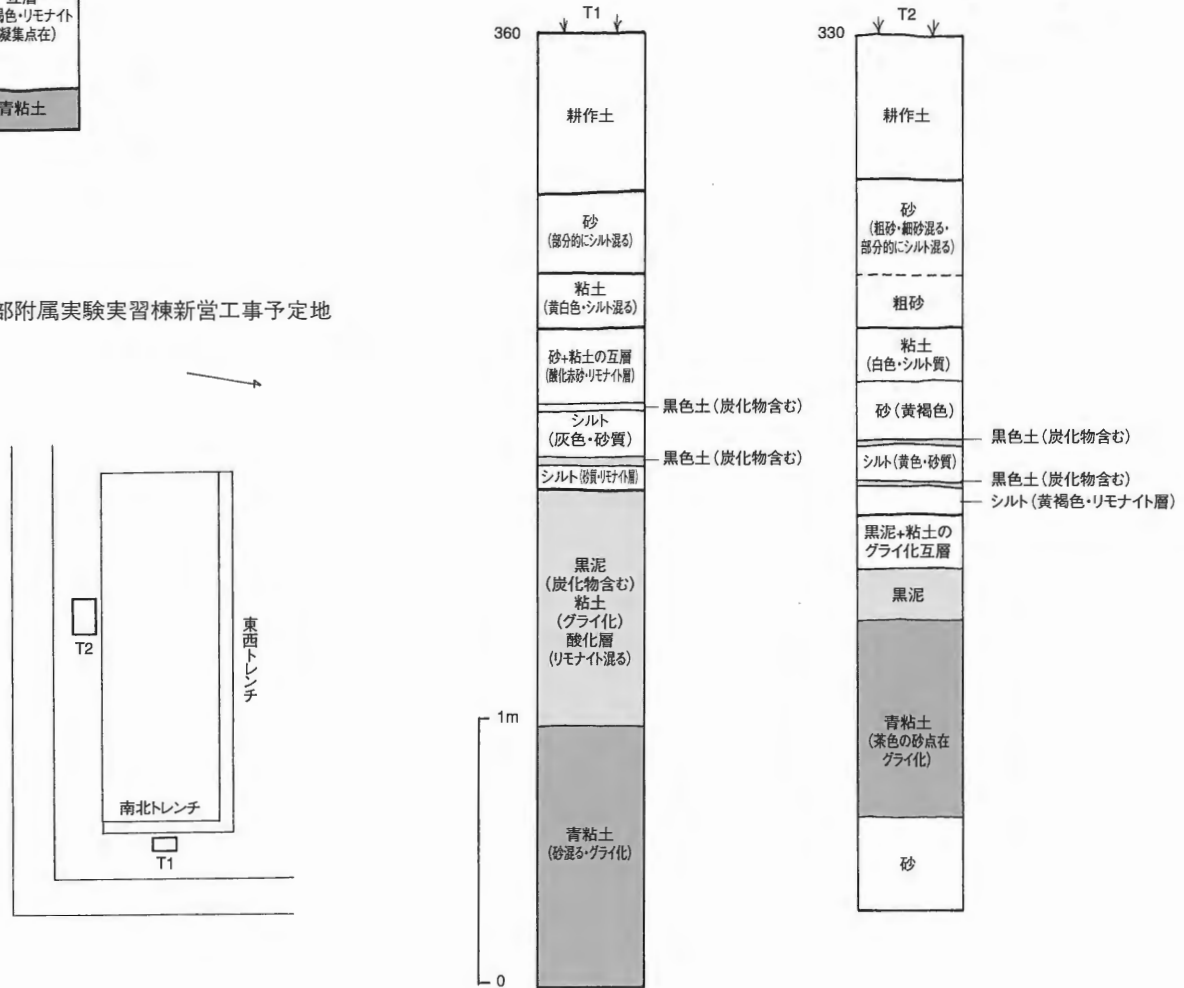 凝集点在)
青粘土
部附属実験実習棟新営工事予定地
T2
東西トレンチ
南北トレンチ
T1
T1
360
耕作土
砂
(部分的にシルト混る)
粘土
(黄白色・シルト混る)
砂+粘土の互層
(酸化赤砂・リモナイト層)
黒色土(炭化物含む)
シルト
(灰色・砂質)
黒色土(炭化物含む)
シルト(砂質・リモナイト層)
黒泥
(炭化物含む)
粘土
(グライ化)
酸化層
(リモナイト混る)
1m
青粘土
(砂混る・グライ化)
0
T2
330
耕作土
砂
(粗砂・細砂混る・
部分的にシルト混る)
粗砂
粘土
(白色・シルト質)
砂(黄褐色)
黒色土(炭化物含む)
シルト(黄色・砂質)
黒色土(炭化物含む)
シルト(黄褐色・リモナイト層)
黒泥+粘土の
グライ化互層
黒泥
青粘土
(茶色の砂点在
グライ化)
砂